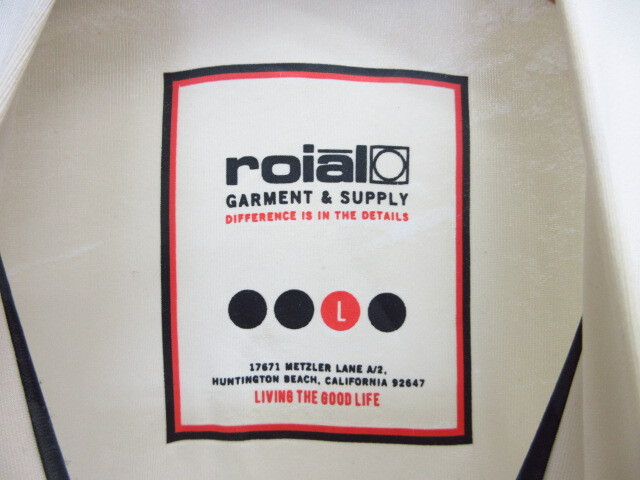 roial
GARMENT & SUPPLY
DIFFERENCE IS IN THE DETAILS
L
17671 METZLER LANE A/2,
HUNTINGTON BEACH, CALIFORNIA 92647
LIVING THE GOOD LIFE